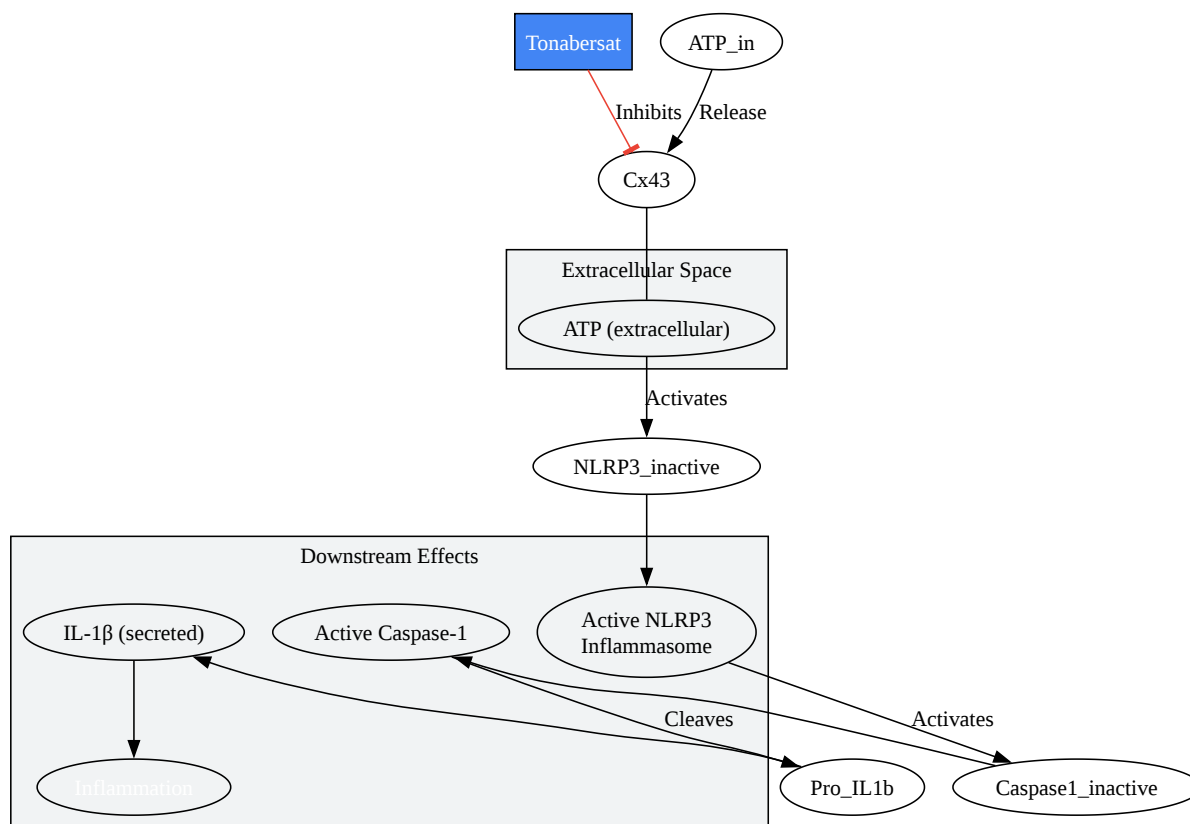 Tonabersat
ATP_in
Inhibits
Release
Cx43
Extracellular Space
ATP (extracellular)
Activates
NLRP3_inactive
Downstream Effects
IL-1β (secreted)
Active Caspase-1
Active NLRP3
Inflammasome
Cleaves
Activates
Inflammation
Pro_IL1b
Caspase1_inactive